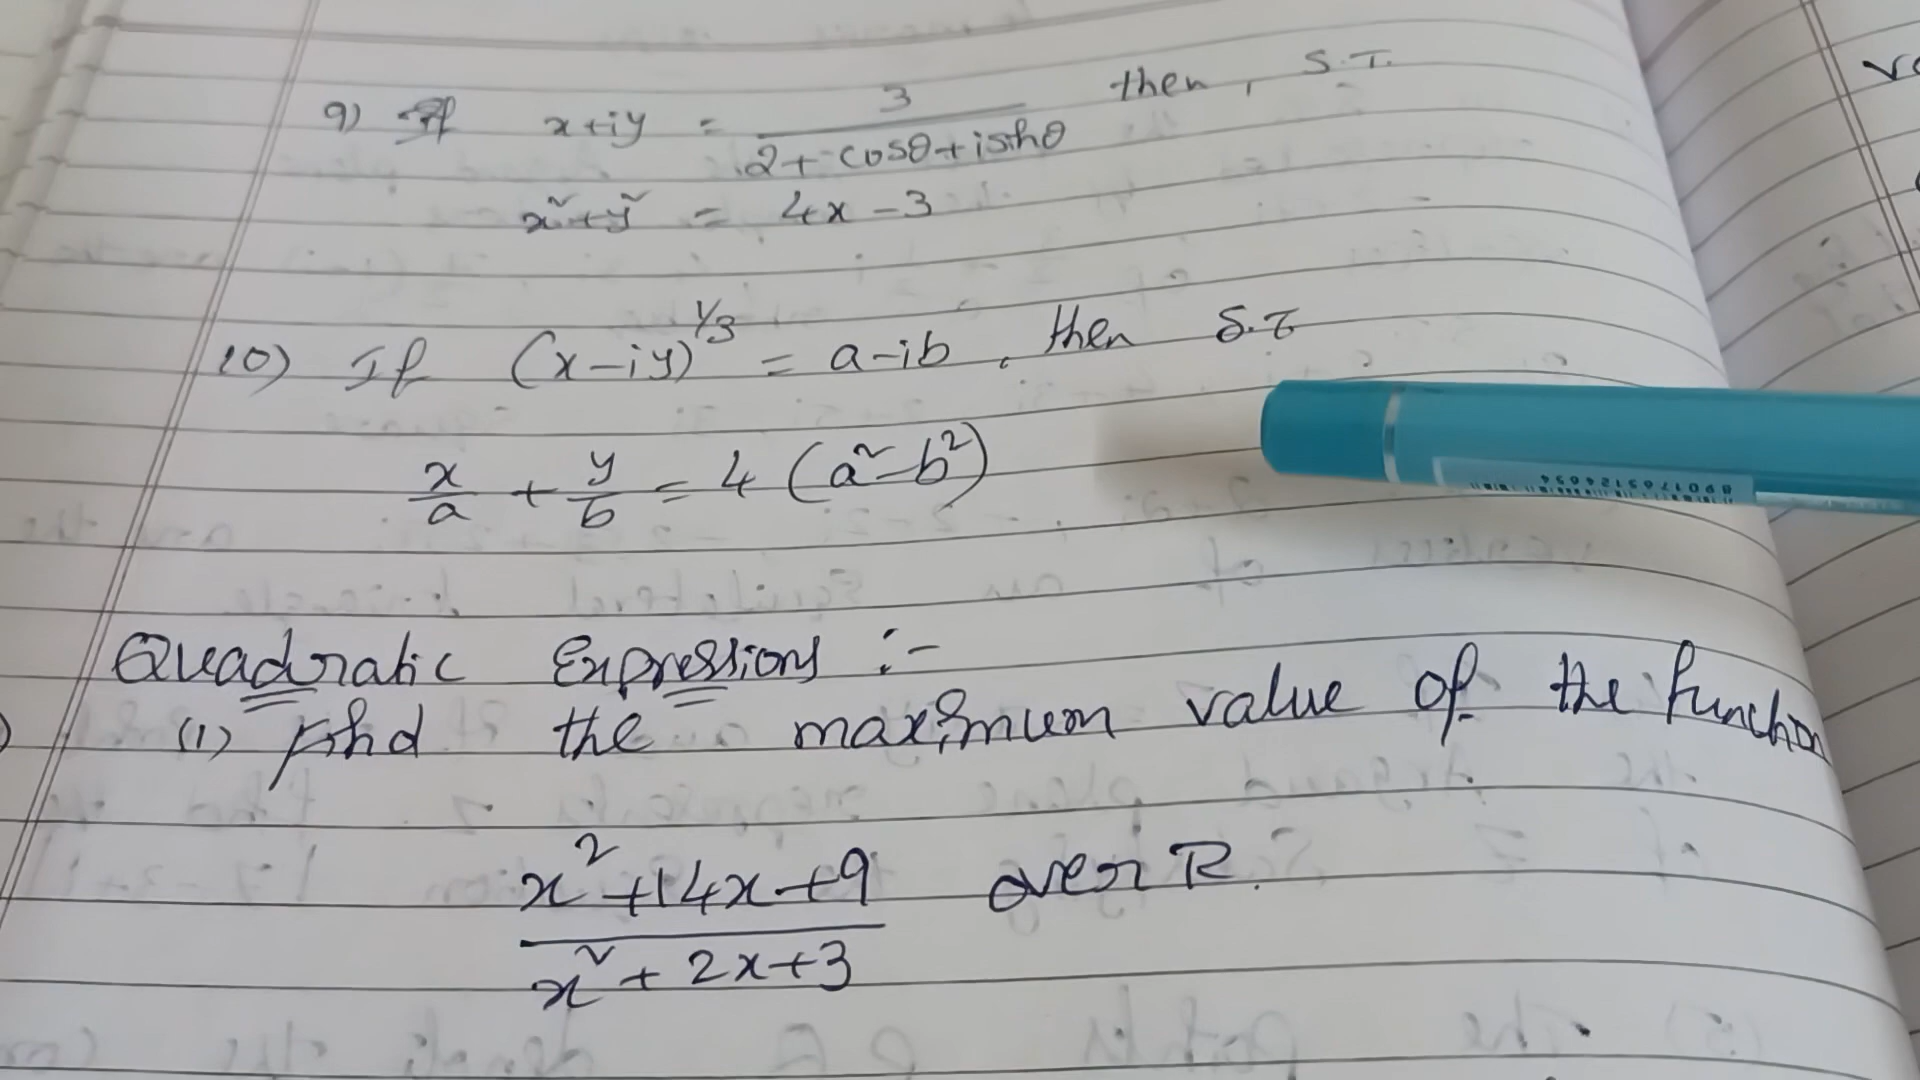 9) If x+iy = 3/(2+cosθ+isinθ) then, S.T.
x²+y² = 4x-3
10) If (x-iy)^1/3 = a-ib, then S.T
x/a + y/b = 4 (a²-b²)
Quadratic Expressions :-
(1) Find the maximum value of the function
x²+14x+9 over R.
x²+2x+3
8901765124654